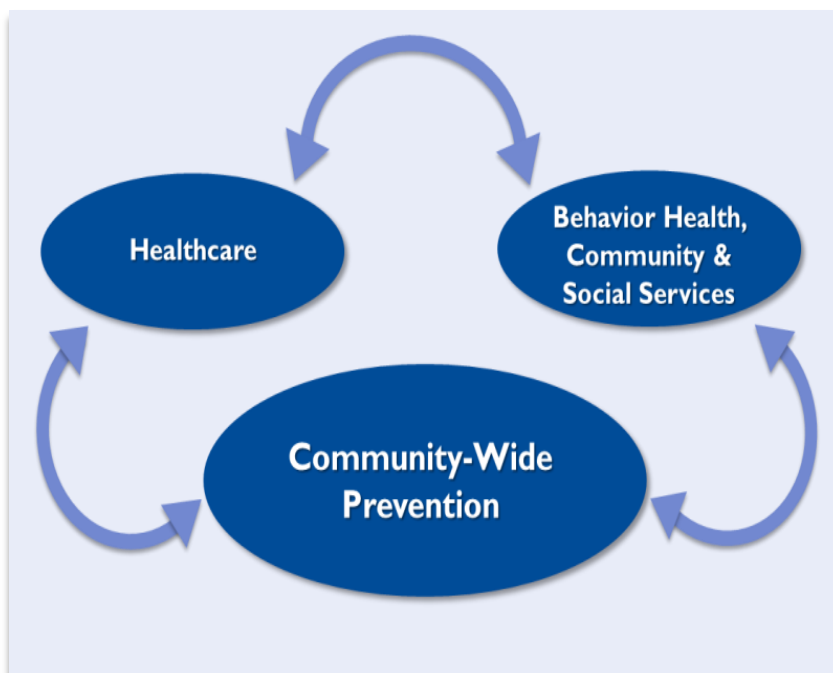 Healthcare
Behavior Health,
Community &
Social Services
Community-Wide
Prevention